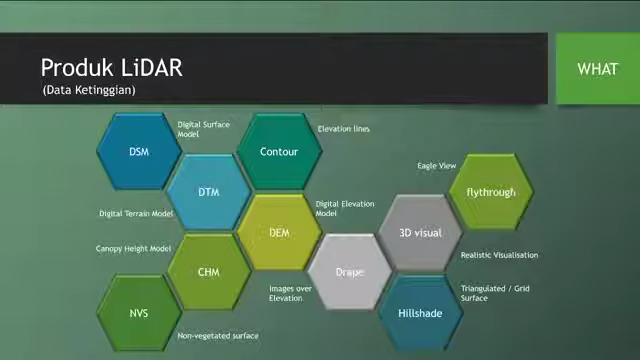 Produk LiDAR
(Data Ketinggian)
WHAT
DSM
Digital Surface
Model
Contour
Elevation lines
DTM
Digital Terrain Model
Eagle View
flythrough
DEM
Digital Elevation
Model
3D visual
Canopy Height Model
CHM
Drape
Realistic Visualisation
Images over
Elevation
Triangulated / Grid
Surface
NVS
Hillshade
Non-vegetated surface